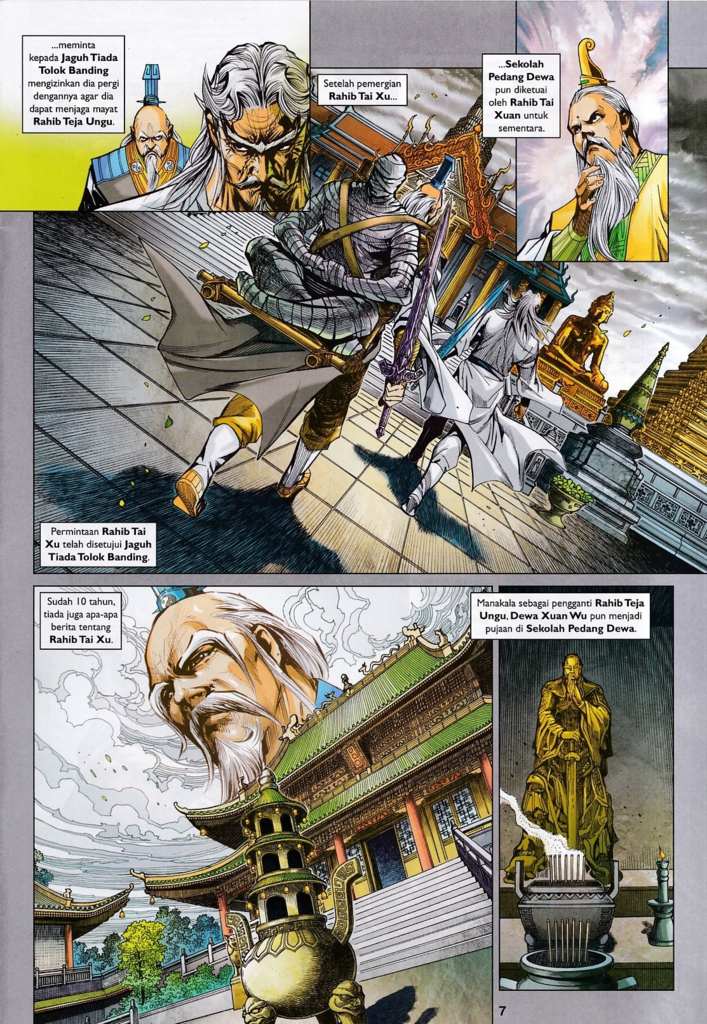 ...meminta
kepada Jaguh Tiada
Tolok Banding
mengizinkan dia pergi
dengannya agar dia
dapat menjaga mayat
Rahib Teja Ungu.
Setelah pemergian
Rahib Tai Xu...
...Sekolah
Pedang Dewa
pun diketuai
oleh Rahib Tai
Xuan untuk
sementara.
Permintaan Rahib Tai
Xu telah disetujui Jaguh
Tiada Tolok Banding.
Sudah 10 tahun,
tiada juga apa-apa
berita tentang
Rahib Tai Xu.
Manakala sebagai pengganti Rahib Teja
Ungu, Dewa Xuan Wu pun menjadi
pujaan di Sekolah Pedang Dewa.
7